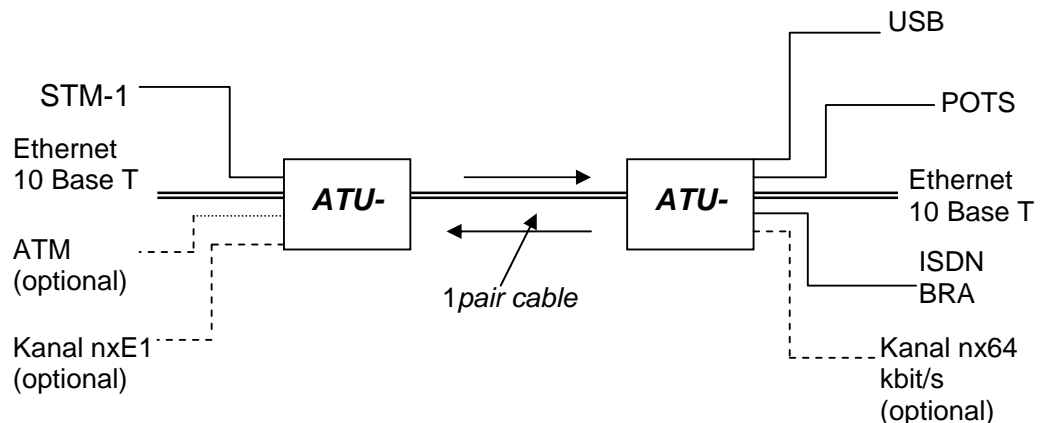 USB
STM-1
POTS
Ethernet
10 Base T
ATU-
ATU-
Ethernet
10 Base T
ATM
(optional)
ISDN
BRA
1pair cable
Kanal nxE1
(optional)
Kanal nx64
kbit/s
(optional)